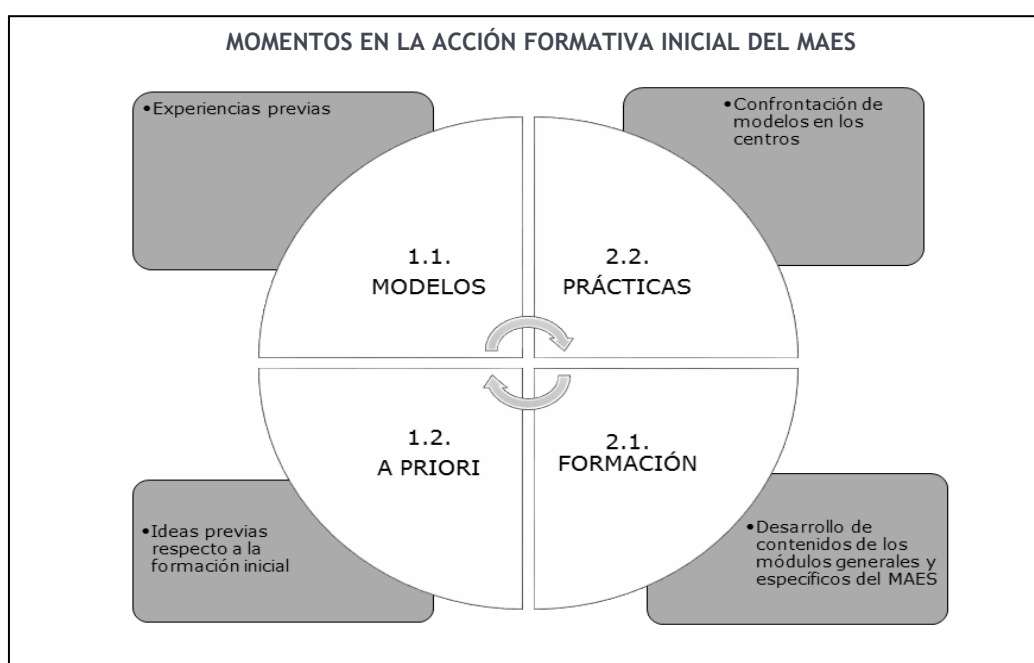 MOMENTOS EN LA ACCIÓN FORMATIVA INICIAL DEL MAES
•Experiencias previas
•Confrontación de
modelos en los
centros
1.1.
MODELOS
2.2.
PRÁCTICAS
1.2.
A PRIORI
2.1.
FORMACIÓN
•Ideas previas
respecto a la
formación inicial
•Desarrollo de
contenidos de los
módulos generales y
específicos del MAES